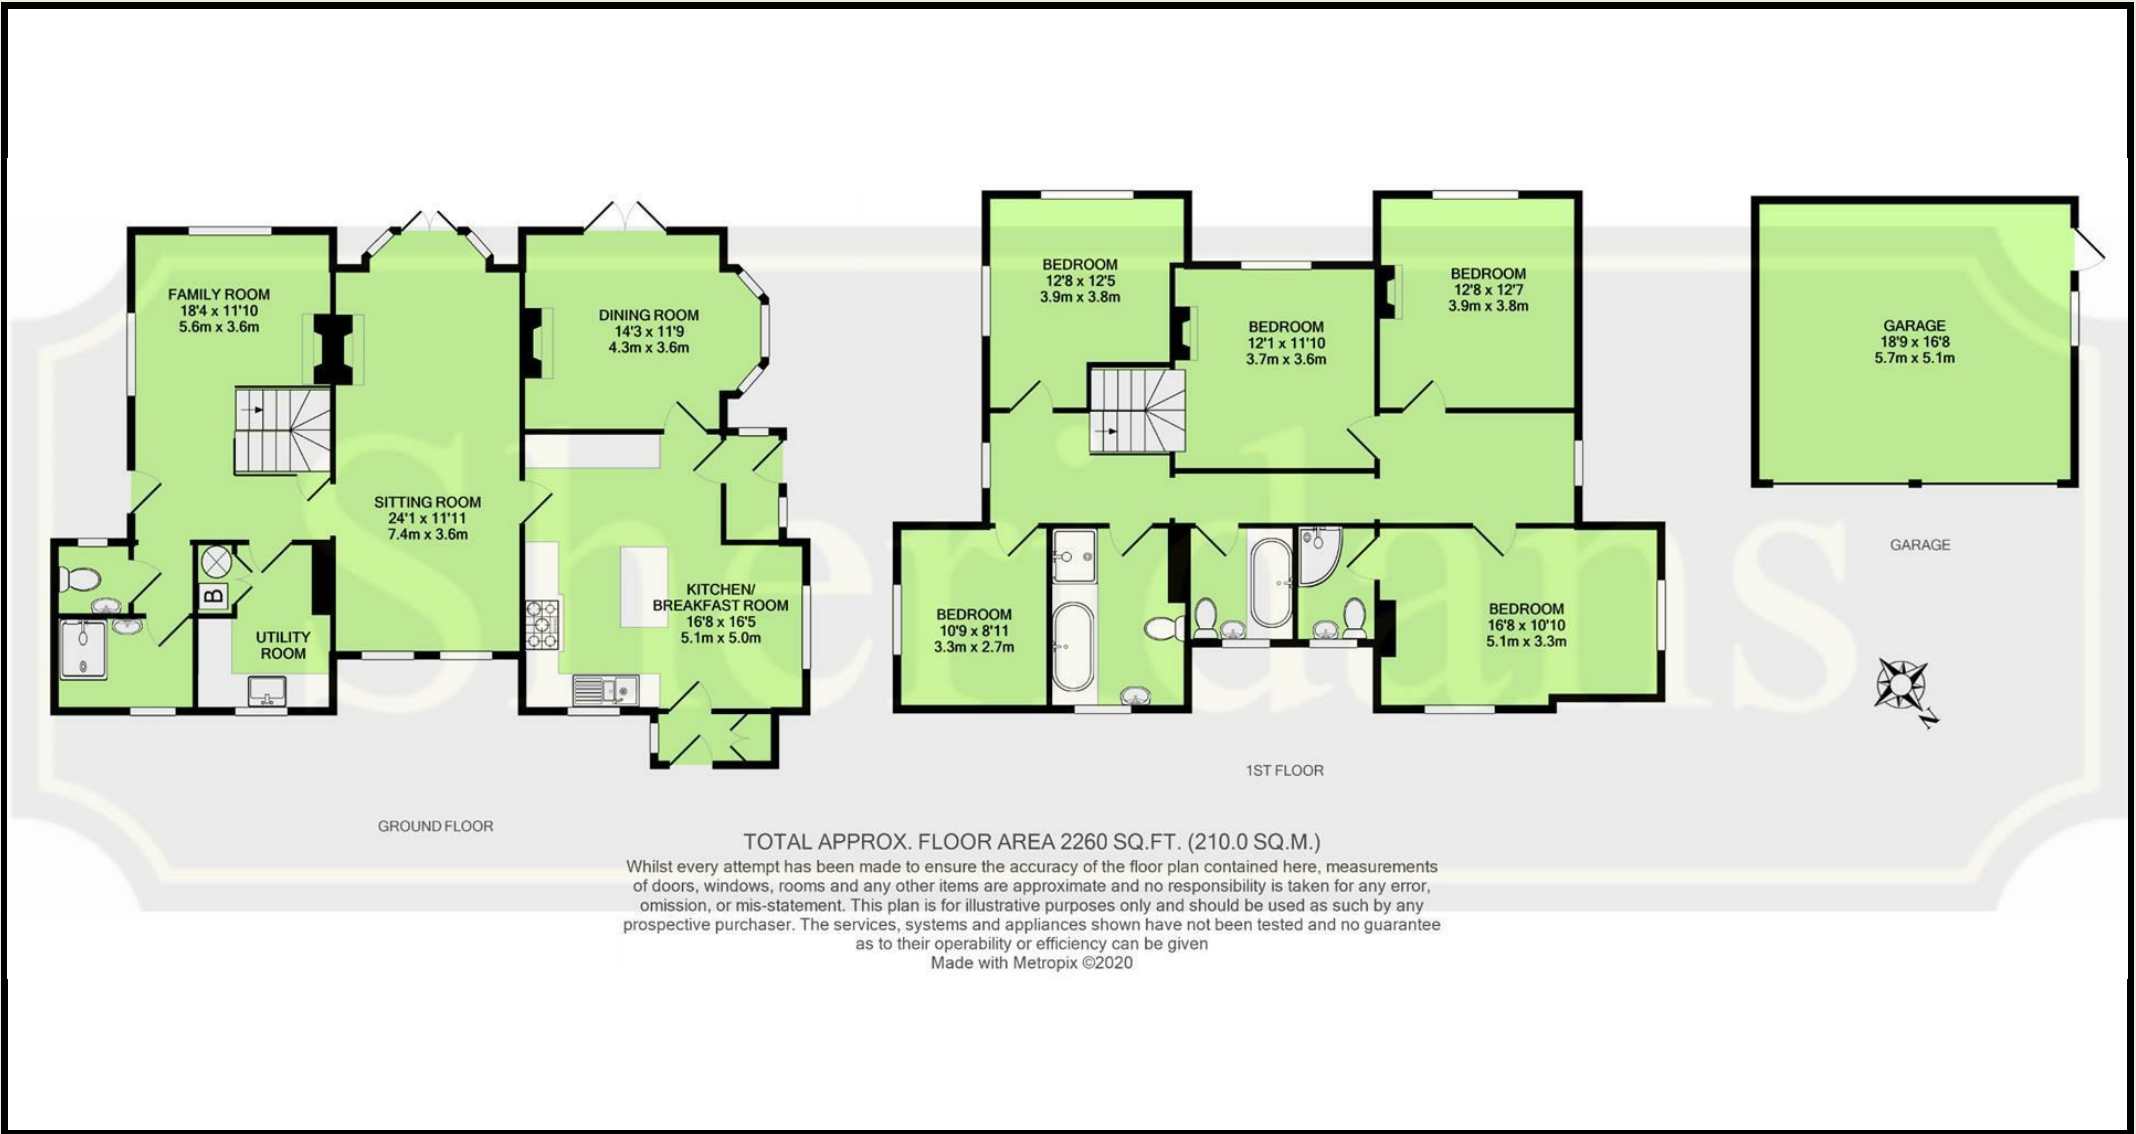 FAMILY ROOM
18'4 x 11'10
5.6m x 3.6m
SITTING ROOM
24'1 x 11'11
7.4m x 3.6m
DINING ROOM
14'3 x 11'9
4.3m x 3.6m
B
UTILITY
ROOM
KITCHEN/
BREAKFAST ROOM
16'8 x 16'5
5.1m x 5.0m
GROUND FLOOR
BEDROOM
12'8 x 12'5
3.9m x 3.8m
BEDROOM
12'1 x 11'10
3.7m x 3.6m
BEDROOM
12'8 x 12'7
3.9m x 3.8m
BEDROOM
10'9 x 8'11
3.3m x 2.7m
BEDROOM
16'8 x 10'10
5.1m x 3.3m
1ST FLOOR
GARAGE
18'9 x 16'8
5.7m x 5.1m
GARAGE
N
Sheridans
TOTAL APPROX. FLOOR AREA 2260 SQ.FT. (210.0 SQ.M.)
Whilst every attempt has been made to ensure the accuracy of the floor plan contained here, measurements
of doors, windows, rooms and any other items are approximate and no responsibility is taken for any error,
omission, or mis-statement. This plan is for illustrative purposes only and should be used as such by any
prospective purchaser. The services, systems and appliances shown have not been tested and no guarantee
as to their operability or efficiency can be given
Made with Metropix ©2020